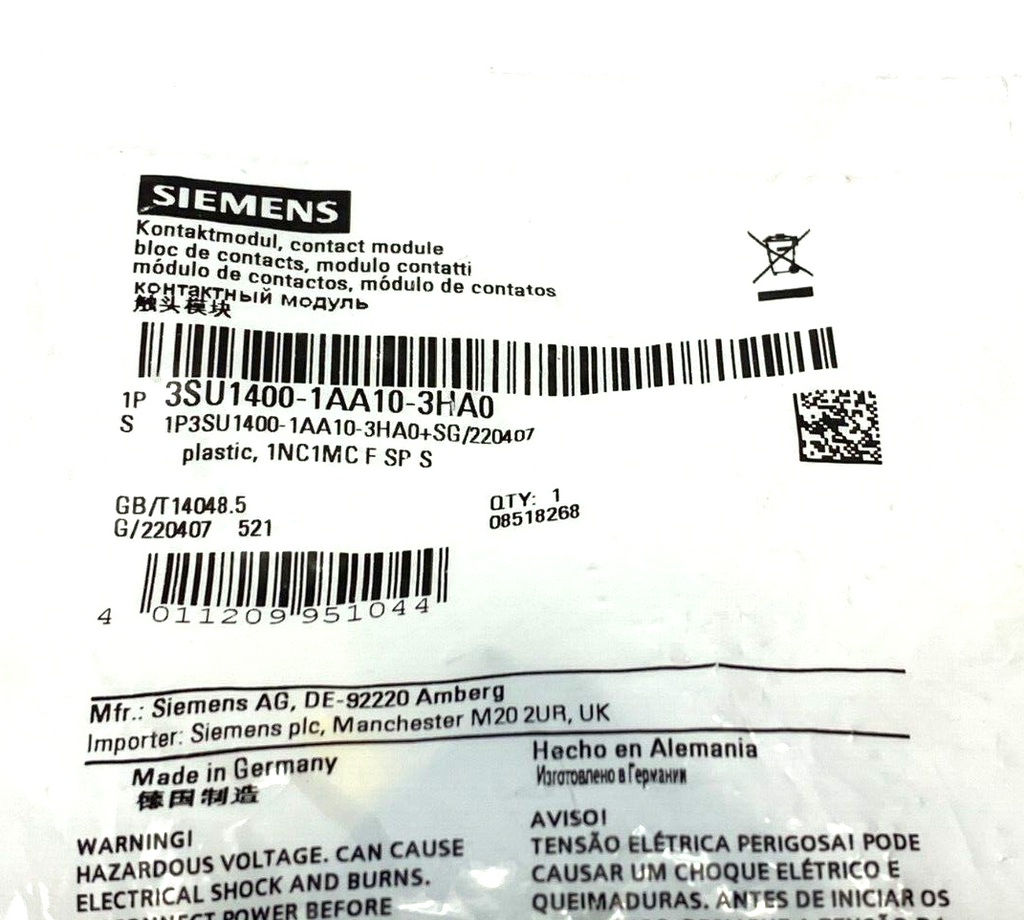 SIEMENS
Kontaktmodul, contact module
bloc de contacts, modulo contatti
módulo de contactos, módulo de contatos
контактный модуль
触头模块
1P 3SU1400-1AA10-3HA0
S 1P3SU1400-1AA10-3HA0+SG/220407
plastic, 1NC1MC F SP S
GB/T14048.5
G/220407 521
QTY: 1
08518268
4 011209 951044
Mfr.: Siemens AG, DE-92220 Amberg
Importer: Siemens plc, Manchester M20 2UR, UK
Made in Germany
德国制造
Hecho en Alemania
Изготовлено в Германии
WARNING!
HAZARDOUS VOLTAGE. CAN CAUSE
ELECTRICAL SHOCK AND BURNS.
POWER BEFORE
AVISO!
TENSÃO ELÉTRICA PERIGOSA! PODE
CAUSAR UM CHOQUE ELÉTRICO E
QUEIMADURAS. ANTES DE INICIAR OS